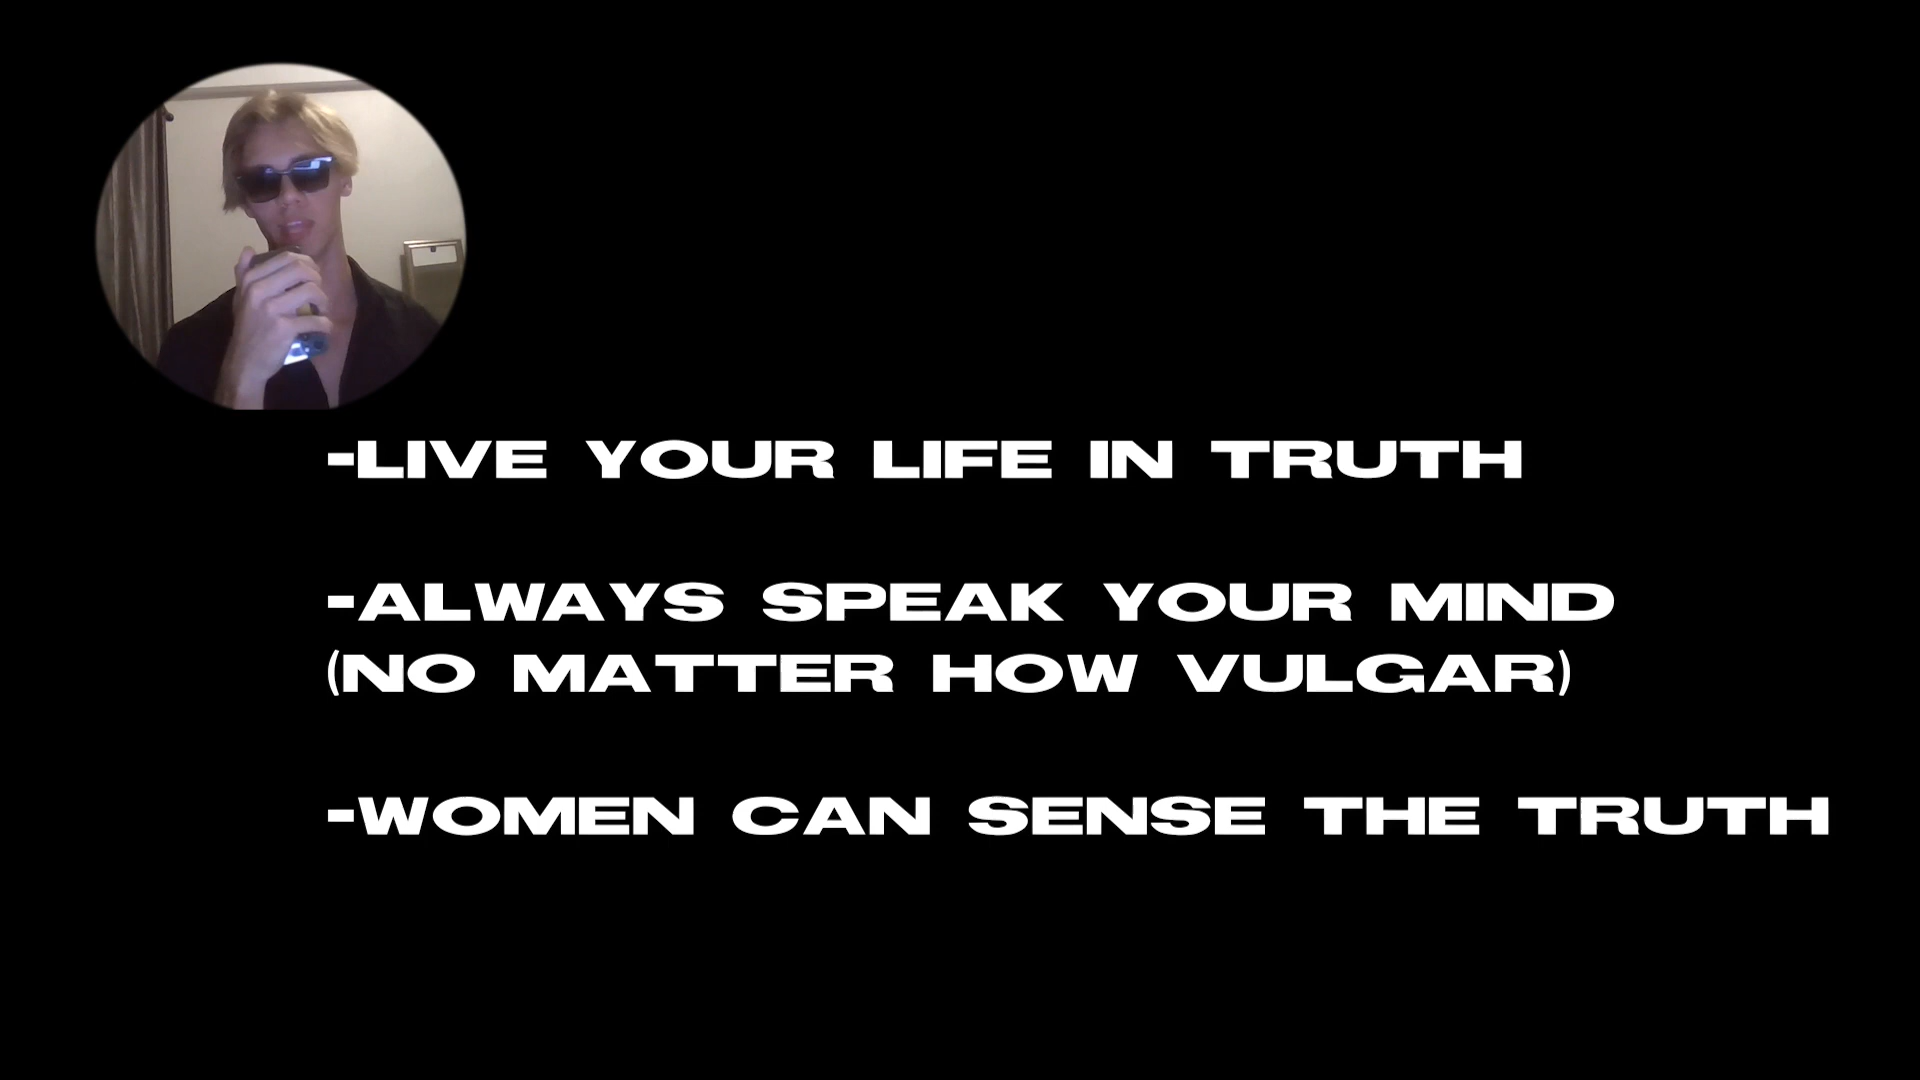 -LIVE YOUR LIFE IN TRUTH
-ALWAYS SPEAK YOUR MIND
(NO MATTER HOW VULGAR)
-WOMEN CAN SENSE THE TRUTH